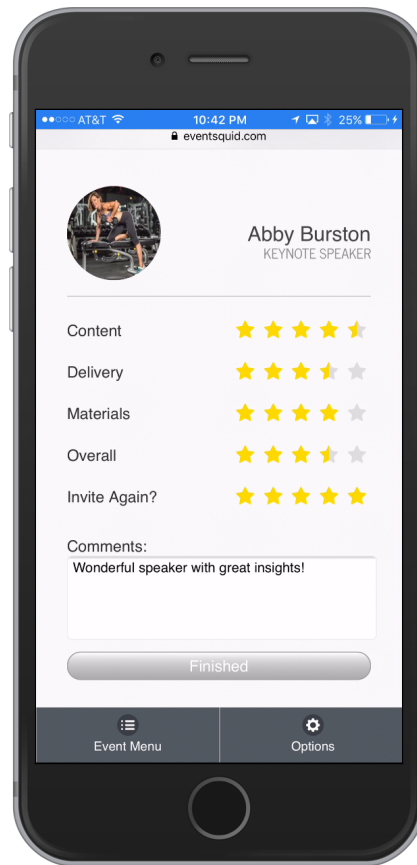 AT&T 10:42 PM 25%
eventsquid.com
Abby Burston
KEYNOTE SPEAKER
Content
Delivery
Materials
Overall
Invite Again?
Comments:
Wonderful speaker with great insights!
Finished
Event Menu Options